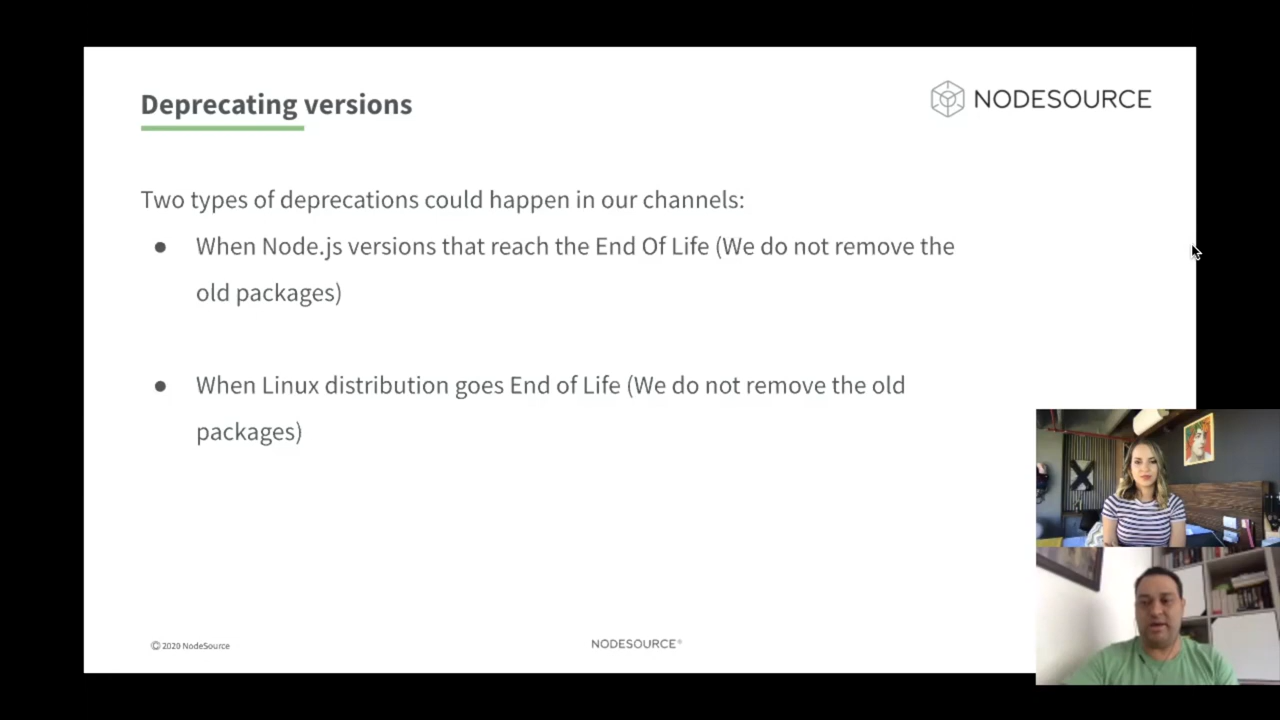 Deprecating versions
NODESOURCE
Two types of deprecations could happen in our channels:
● When Node.js versions that reach the End Of Life (We do not remove the
old packages)
● When Linux distribution goes End of Life (We do not remove the old
packages)
© 2020 NodeSource
NODESOURCE®